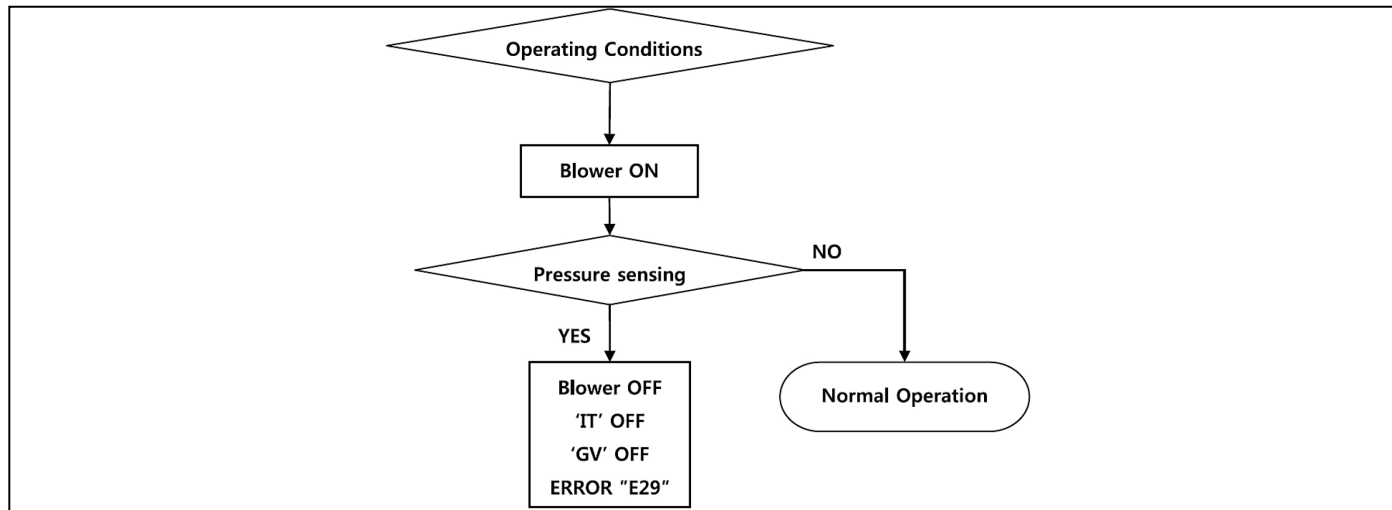 Operating Conditions
Blower ON
Pressure sensing
NO
YES
Blower OFF
‘IT’ OFF
‘GV’ OFF
ERROR "E29"
Normal Operation